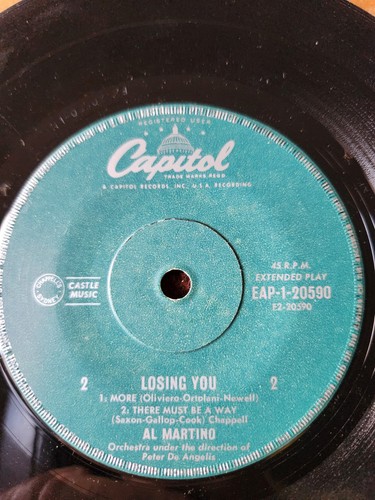 REGISTERED USER
Capitol
TRADE MARKS.REGD
A CAPITOL RECORDS, INC., U.S.A. RECORDING
CHAPPELL
SYDNEY
CASTLE
MUSIC
45 R.P.M.
EXTENDED PLAY
EAP-1-20590
E2-20590
2 LOSING YOU 2
1: MORE (Oliviero-Ortolani-Newell)
2: THERE MUST BE A WAY
(Saxon-Gallop-Cook) Chappell
AL MARTINO
Orchestra under the direction of
Peter De Angelis